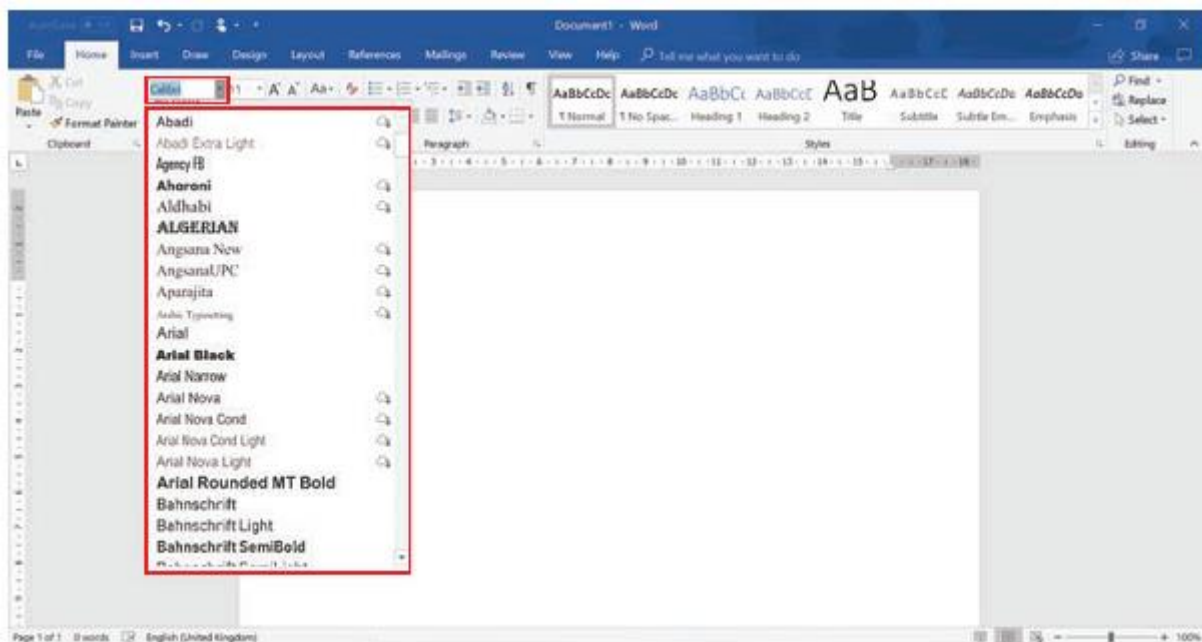 Document1 - Word
File Home Insert Draw Design Layout References Mailings Review View Help Tell me what you want to do Share
Cut
Copy
Paste
Format Painter
Clipboard
Calibri 11 Aa
Paragraph
AaBbCcDc AaBbCcDc AaBbCc AaBbCcE AaB AaBbCcE AaBbCcDc AaBbCcDc
¶ Normal ¶ No Spac... Heading 1 Heading 2 Title Subtitle Subtle Em... Emphasis
Styles
Find
Replace
Select
Editing
Abadi
Abadi Extra Light
Agency FB
Aharoni
Aldhabi
ALGERIAN
Angsana New
AngsanaUPC
Aparajita
Arabic Typesetting
Arial
Arial Black
Arial Narrow
Arial Nova
Arial Nova Cond
Arial Nova Cond Light
Arial Nova Light
Arial Rounded MT Bold
Bahnschrift
Bahnschrift Light
Bahnschrift SemiBold
Page 1 of 1 0 words English (United Kingdom) 100%